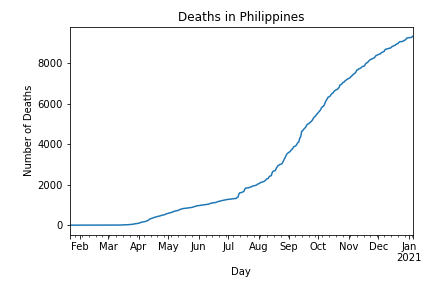 Deaths in Philippines
Number of Deaths
8000
6000
4000
2000
0
Feb Mar Apr May Jun Jul Aug Sep Oct Nov Dec Jan
2021
Day